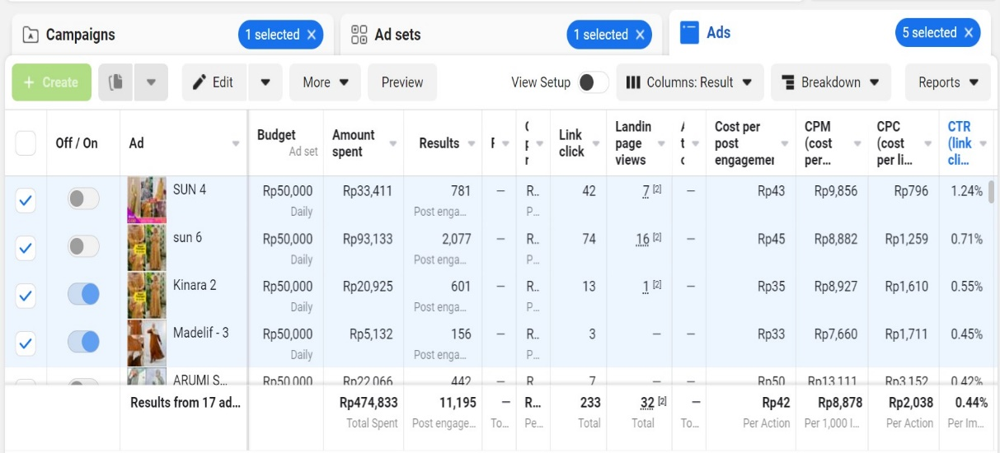 Campaigns 1 selected × Ad sets 1 selected × Ads 5 selected ×
+ Create Edit More Preview View Setup Columns: Result Breakdown Reports
Off / On Ad Budget Ad set Amount spent Results F Link click Landin page views Cost per post engagemen CPM (cost per... CPC (cost per li... CTR (link cli...
SUN 4 Rp50,000 Rp33,411 781 — R.. 42 7 [2] — Rp43 Rp9,856 Rp796 1.24%
Daily Post enga... P...
sun 6 Rp50,000 Rp93,133 2,077 — R.. 74 16 [2] — Rp45 Rp8,882 Rp1,259 0.71%
Daily Post enga... P...
Kinara 2 Rp50,000 Rp20,925 601 — R.. 13 1 [2] — Rp35 Rp8,927 Rp1,610 0.55%
Daily Post enga... P...
Madelif - 3 Rp50,000 Rp5,132 156 — R.. 3 — — Rp33 Rp7,660 Rp1,711 0.45%
Daily Post enga... P...
ARUMI S... Rp50,000 Rp22,066 442 — R 7 — — Rp50 Rp13,111 Rp3,152 0.42%
Results from 17 ad... Rp474,833 11,195 — R... 233 32 [2] — Rp42 Rp8,878 Rp2,038 0.44%
Total Spent Post engage... To... Pe... Total Total To... Per Action Per 1,000 I... Per Action Per Im...